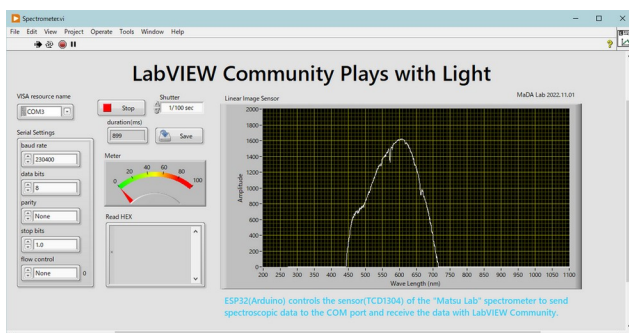 Spectrometer.vi
File Edit View Project Operate Tools Window Help
LabVIEW Community Plays with Light
VISA resource name
COM3
Stop
Shutter
1/100 sec
duration(ms)
899
Save
Serial Settings
baud rate
230400
data bits
8
parity
None
stop bits
1.0
flow control
None
0
Meter
0 20 40 60 80 100
Read HEX
Linear Image Sensor
MaDA Lab 2022.11.01
Amplitude
2000
1800
1600
1400
1200
1000
800
600
400
200
0
200 250 300 350 400 450 500 550 600 650 700 750 800 850 900 950 1000 1050 1100
Wave Length (nm)
ESP32(Arduino) controls the sensor(TCD1304) of the "Matsu Lab" spectrometer to send
spectroscopic data to the COM port and receive the data with LabVIEW Community.